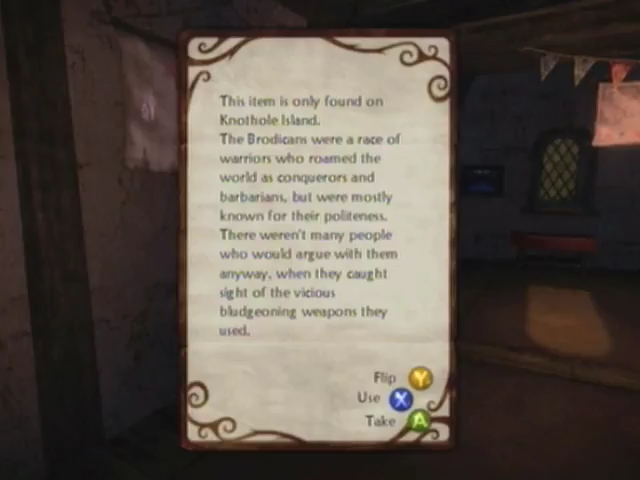 This item is only found on
Knothole Island.
The Brodicans were a race of
warriors who roamed the
world as conquerors and
barbarians, but were mostly
known for their politeness.
There weren't many people
who would argue with them
anyway, when they caught
sight of the vicious
bludgeoning weapons they
used.
Flip Y
Use X
Take A